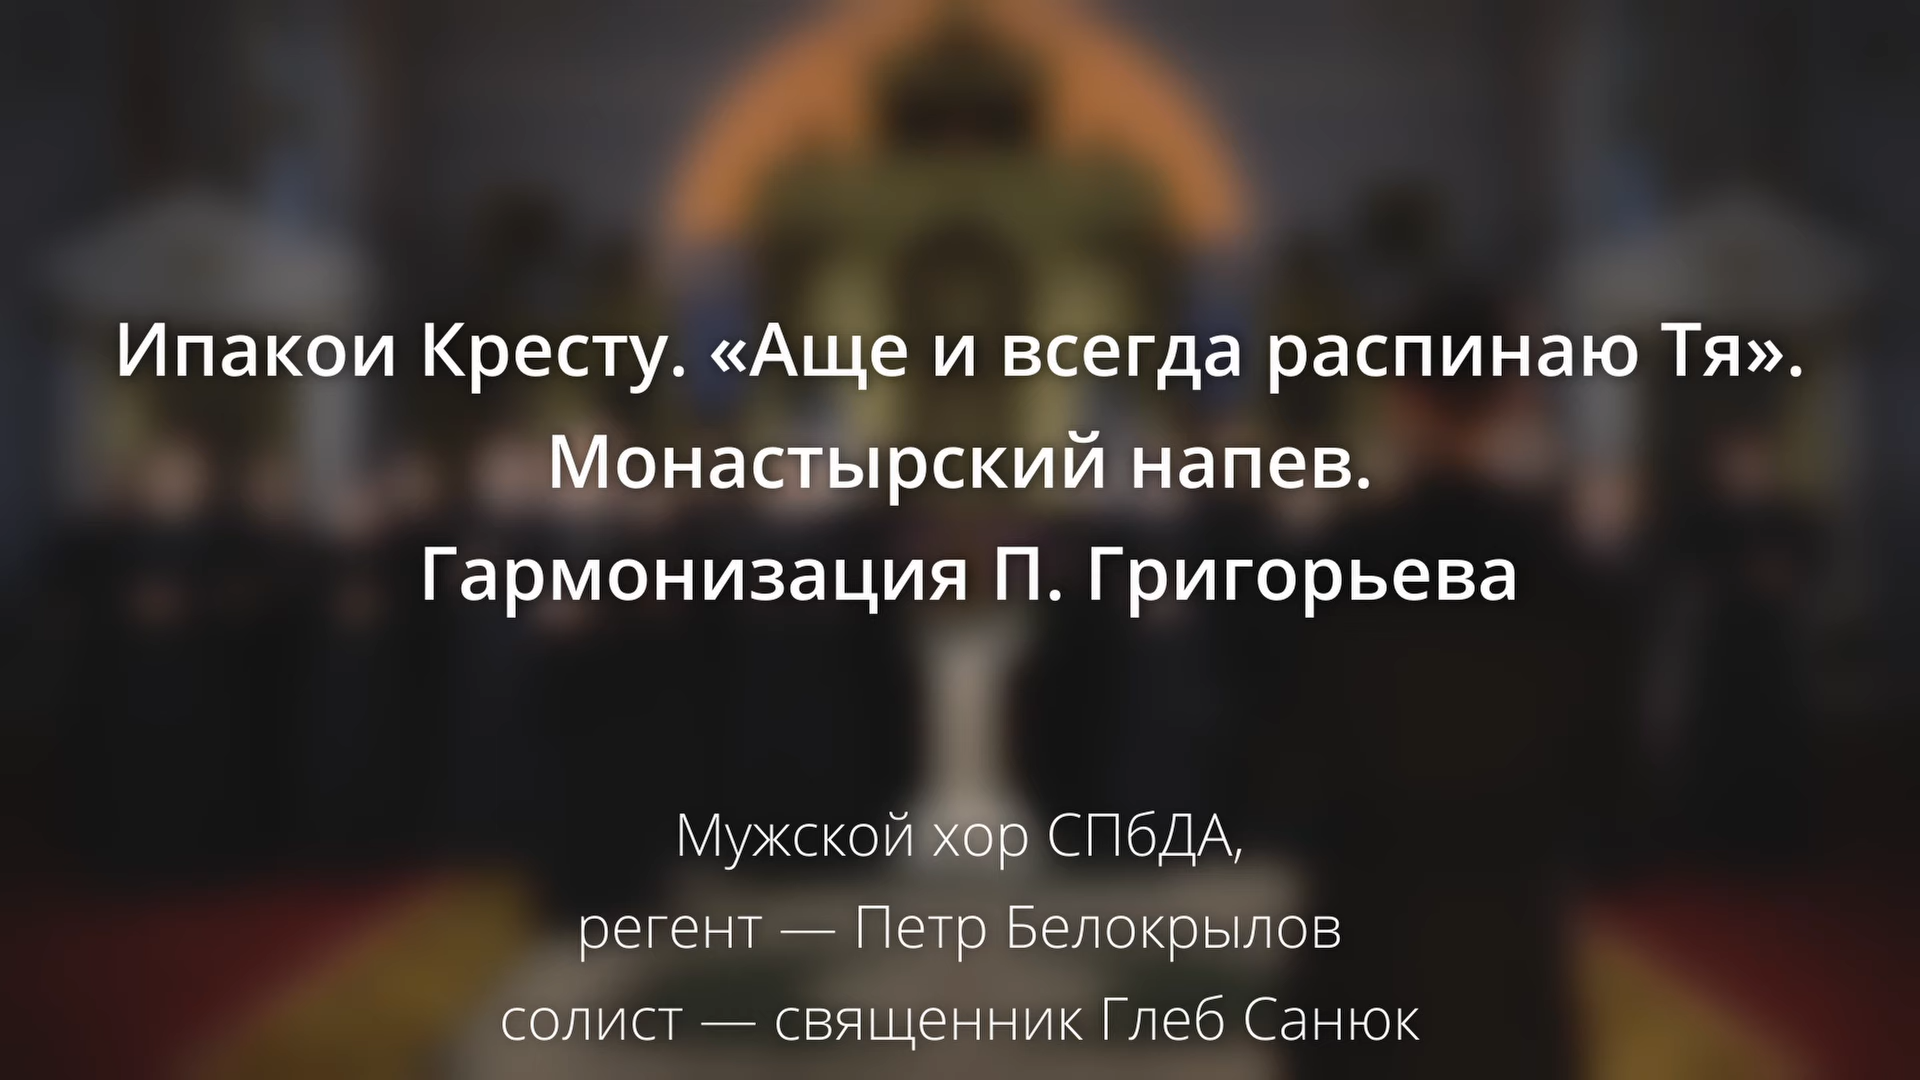 Ипакои Кресту. «Аще и всегда распинаю Тя».
Монастырский напев.
Гармонизация П. Григорьева
Мужской хор СПбДА,
регент — Петр Белокрылов
солист — священник Глеб Санюк